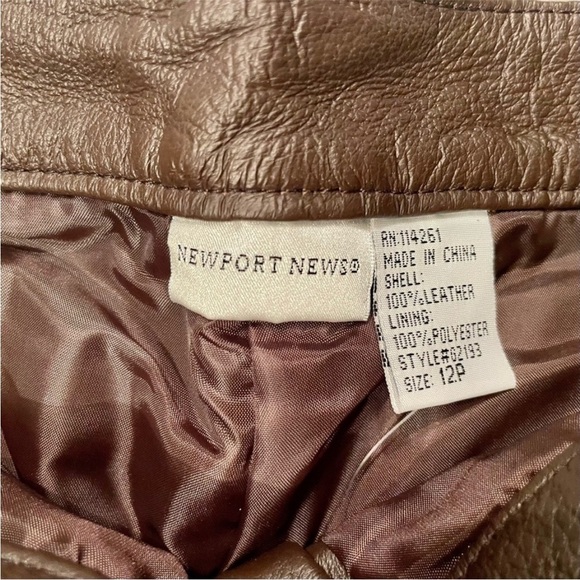 NEWPORT NEWS®
RN:114261
MADE IN CHINA
SHELL:
100%LEATHER
LINING:
100%POLYESTER
STYLE#62193
SIZE: 12P